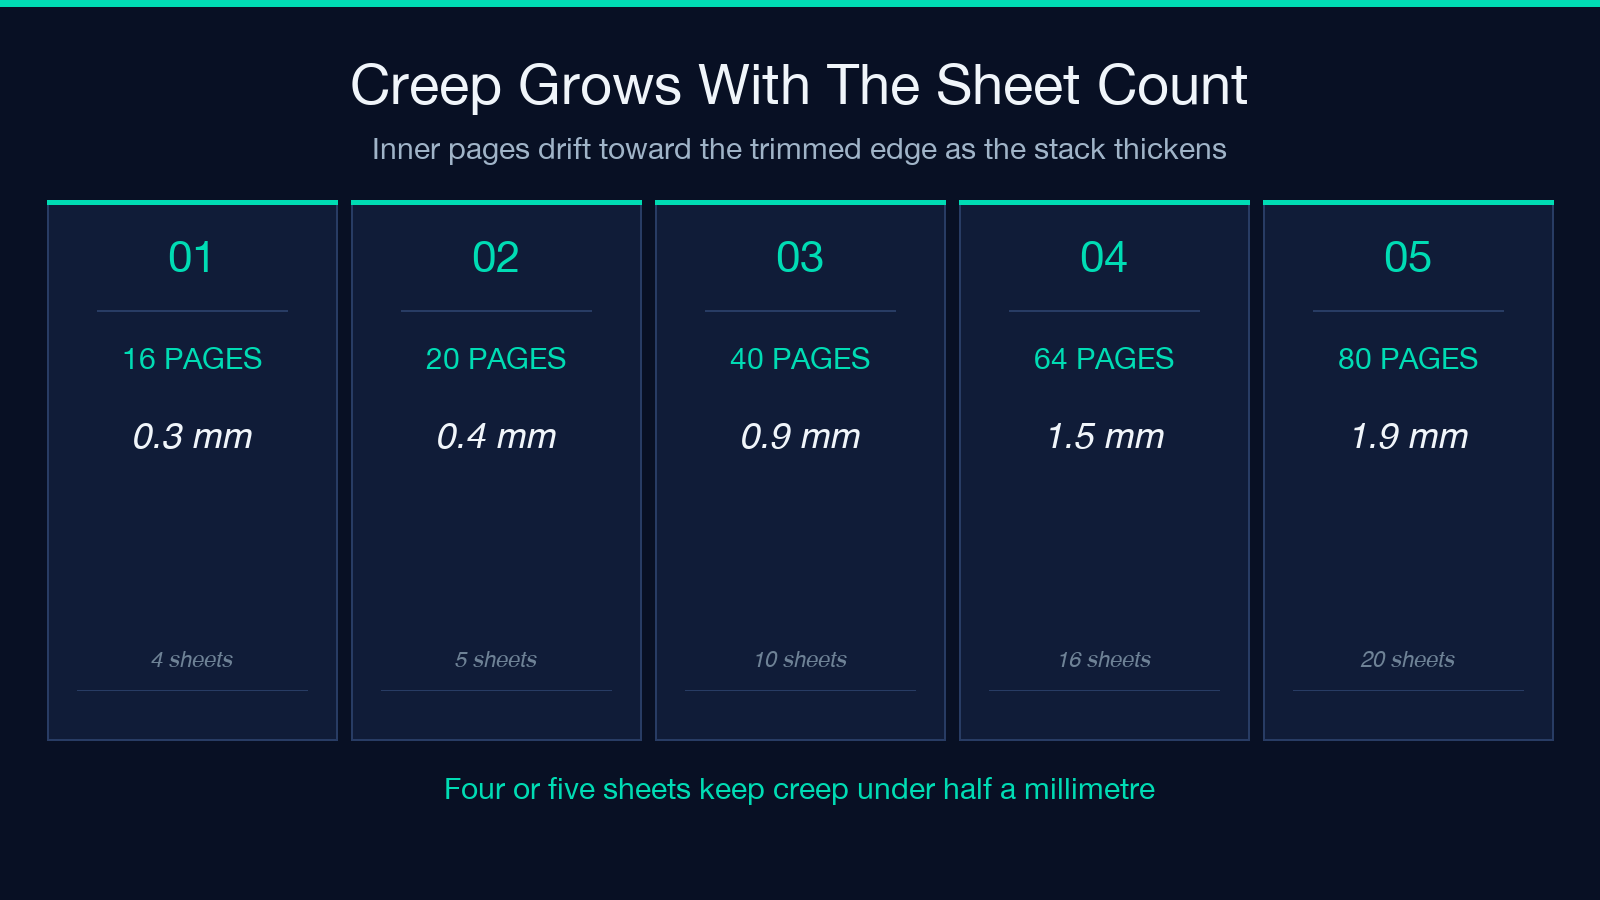 Creep Grows With The Sheet Count
Inner pages drift toward the trimmed edge as the stack thickens
01
16 PAGES
0.3 mm
4 sheets
02
20 PAGES
0.4 mm
5 sheets
03
40 PAGES
0.9 mm
10 sheets
04
64 PAGES
1.5 mm
16 sheets
05
80 PAGES
1.9 mm
20 sheets
Four or five sheets keep creep under half a millimetre